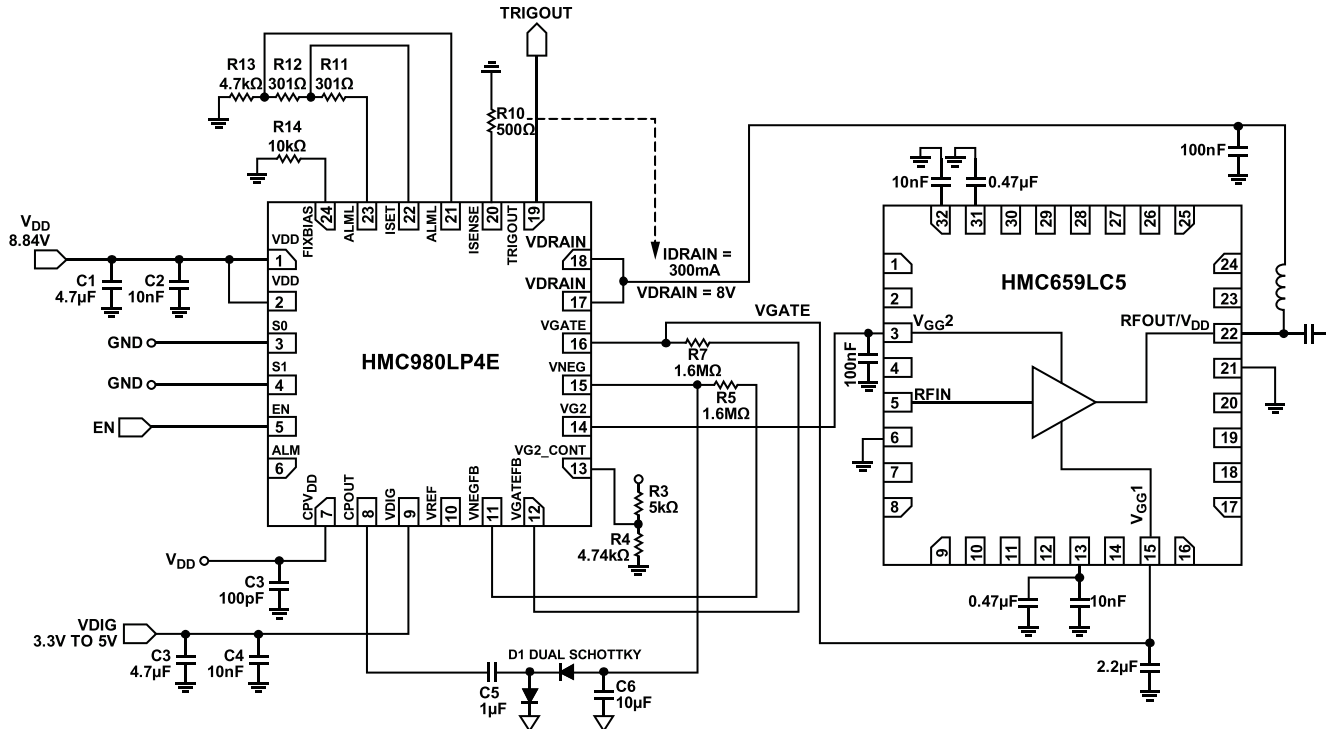 TRIGOUT
R13
4.7kΩ
R12
301Ω
R11
301Ω
R14
10kΩ
R10
500Ω
100nF
10nF
0.47µF
24
23
22
21
20
19
FIXBIAS
ALML
ISET
ALML
ISENSE
TRIGOUT
VDD
8.84V
C1
4.7µF
C2
10nF
VDD
1
VDD
2
S0
GND
3
S1
GND
4
EN
EN
5
ALM
6
HMC980LP4E
VDRAIN
18
VDRAIN
17
VGATE
16
VNEG
15
VG2
14
VG2_CONT
13
IDRAIN =
300mA
VDRAIN = 8V
VGATE
R7
1.6MΩ
R5
1.6MΩ
R3
5kΩ
R4
4.74kΩ
CPVDD
CPOUT
VDIG
VREF
VNEGFB
VGATEFB
7
8
9
10
11
12
VDD
C3
100pF
VDIG
3.3V TO 5V
C3
4.7µF
C4
10nF
D1 DUAL SCHOTTKY
C5
1µF
C6
10µF
32
31
30
29
28
27
26
25
HMC659LC5
1
2
3
4
5
6
7
8
VGG2
RFIN
100nF
RFOUT/VDD
24
23
22
21
20
19
18
17
VGG1
9
10
11
12
13
14
15
16
0.47µF
10nF
2.2µF